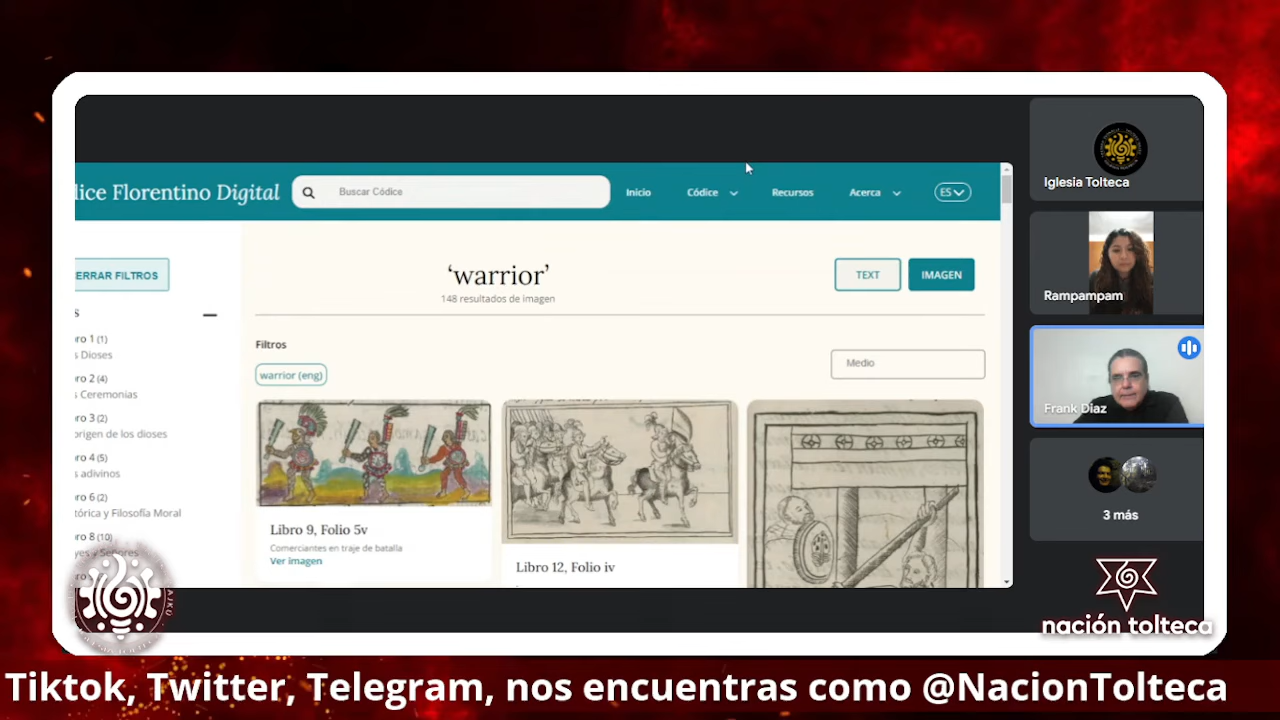 dice Florentino Digital
Buscar Códice
Inicio
Códice
Recursos
Acerca
ES
ERRAR FILTROS
'warrior'
148 resultados de imagen
TEXT
IMAGEN
S
ro 1 (1)
s Dioses
ro 2 (4)
s Ceremonias
ro 3 (2)
origen de los dioses
ro 4 (5)
s adivinos
ro 6 (2)
tórica y Filosofía Moral
ro 8 (10)
yes y Señores
Filtros
warrior (eng)
Medio
Libro 9, Folio 5v
Comerciantes en traje de batalla
Ver imagen
Libro 12, Folio iv
Iglesia Tolteca
Rampampam
Frank Díaz
3 más
nación tolteca
Tiktok, Twitter, Telegram, nos encuentras como @NacionTolteca